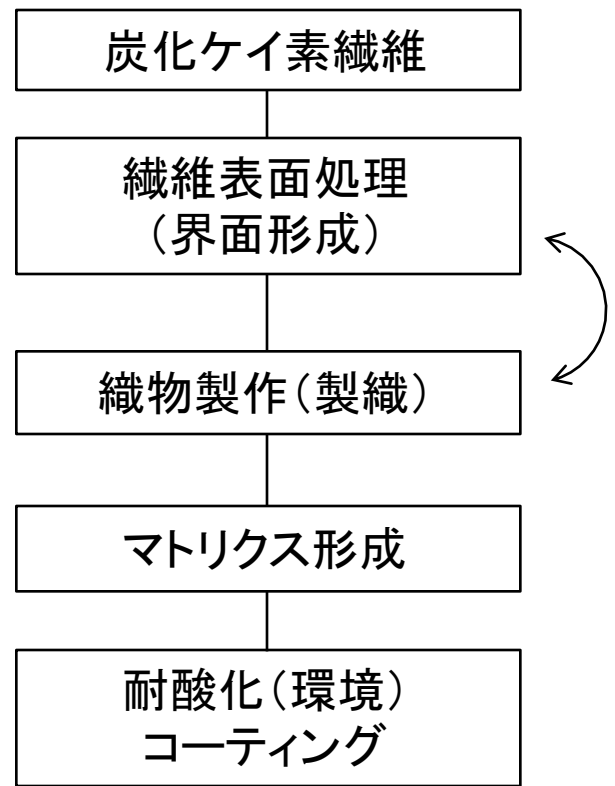 炭化ケイ素繊維
繊維表面処理
（界面形成）
織物製作（製織）
マトリクス形成
耐酸化（環境）
コーティング